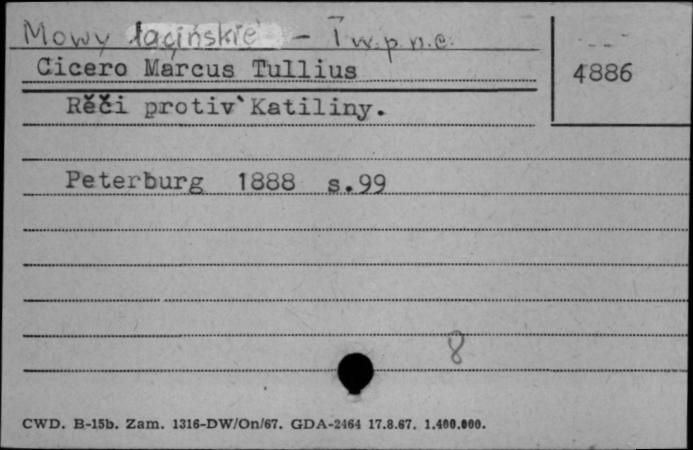 Mowy łacińskie - I w.p.n.e.
Cicero Marcus Tullius
4886
Rěči protiv`Katiliny.
Peterburg 1888 s.99
8
CWD. B-15b. Zam. 1316-DW/On/67. GDA-2464 17.8.67. 1.400.000.